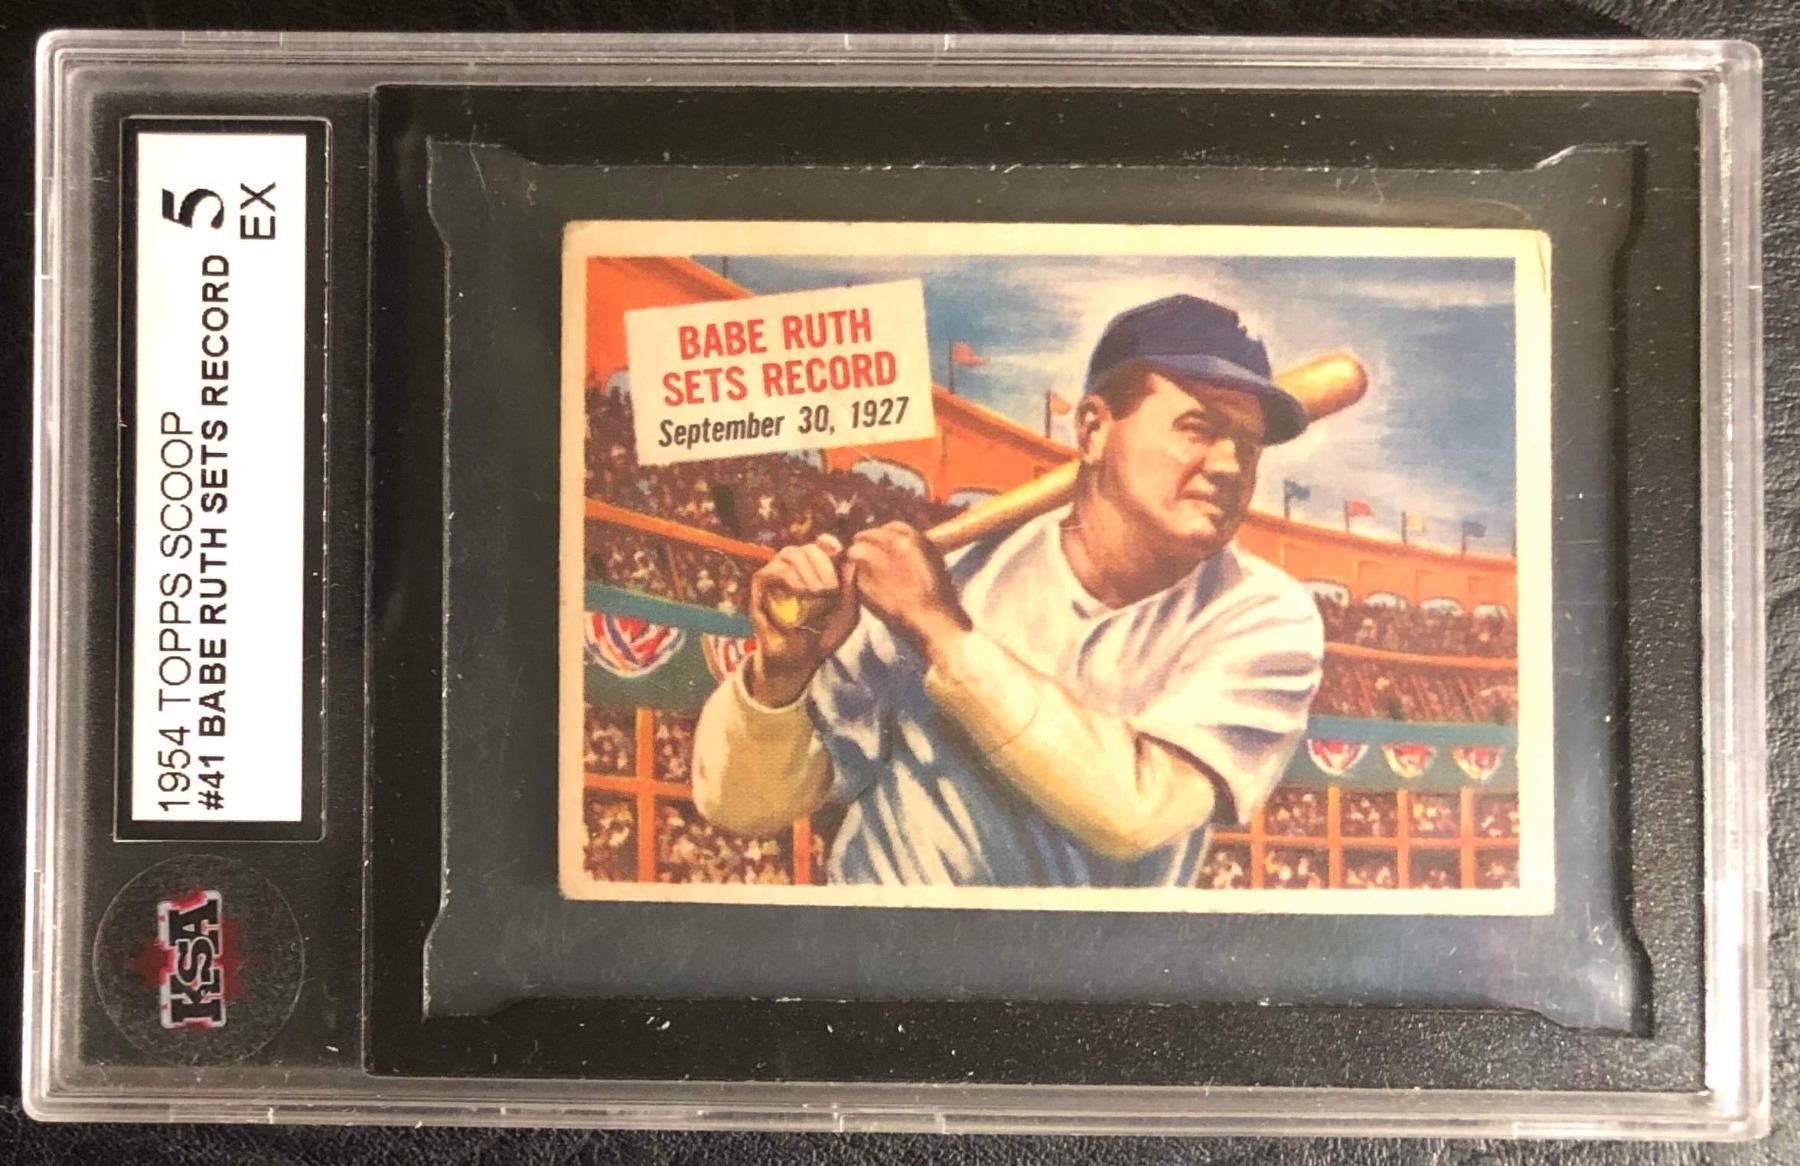 1954 TOPPS SCOOP
#41 BABE RUTH SETS RECORD
5
EX
KSA
BABE RUTH
SETS RECORD
September 30, 1927